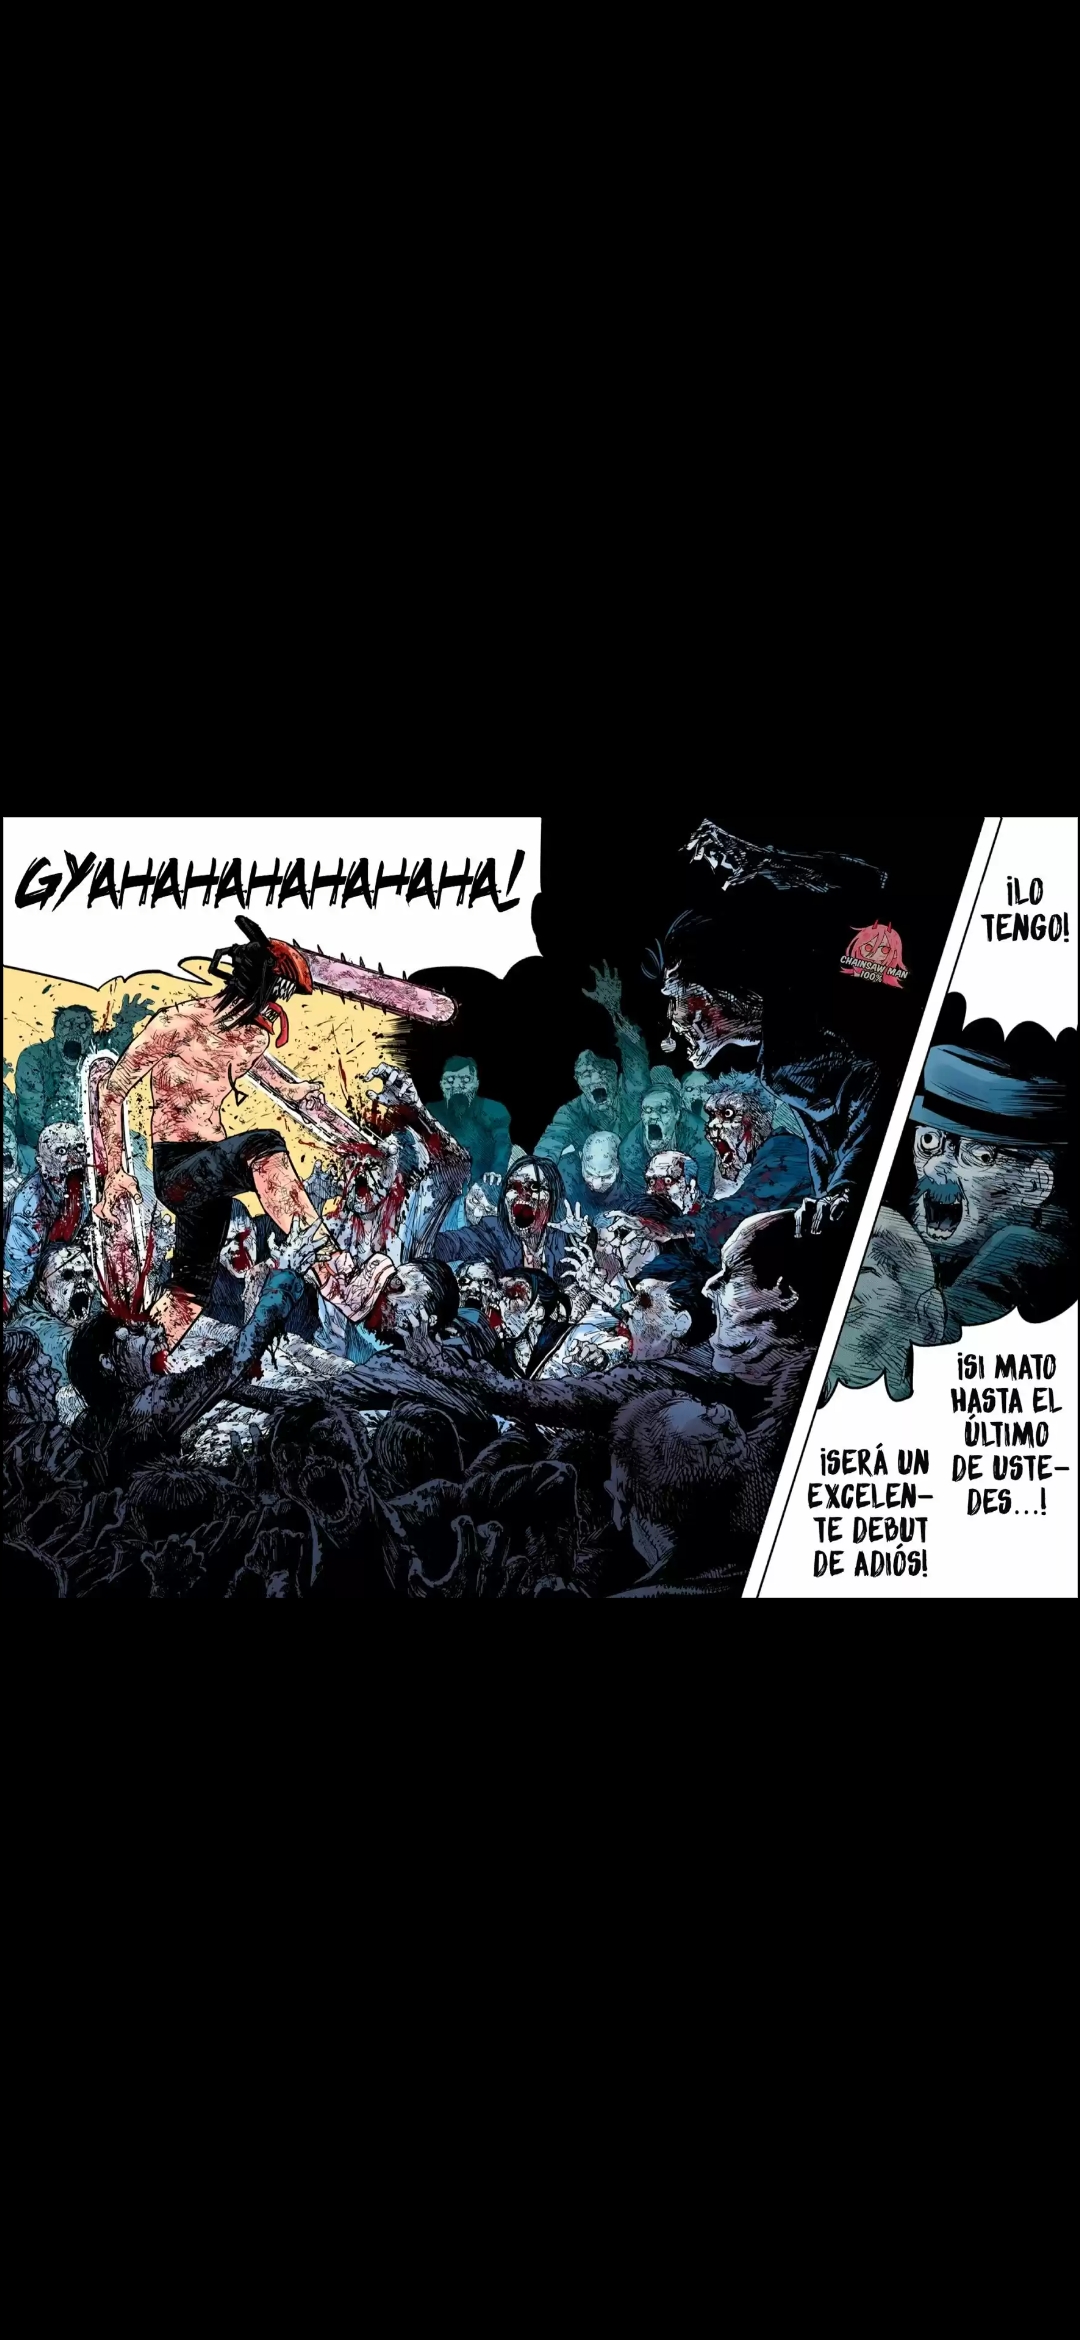 ¡LO
TENGO!
¡SI MATO
HASTA EL
ÚLTIMO
DE USTE-
DES...!
¡SERÁ UN
EXCELEN-
TE DEBUT
DE ADIÓS!
GYAHAHAHAHAHAHA!
CHAINSAW MAN
100%